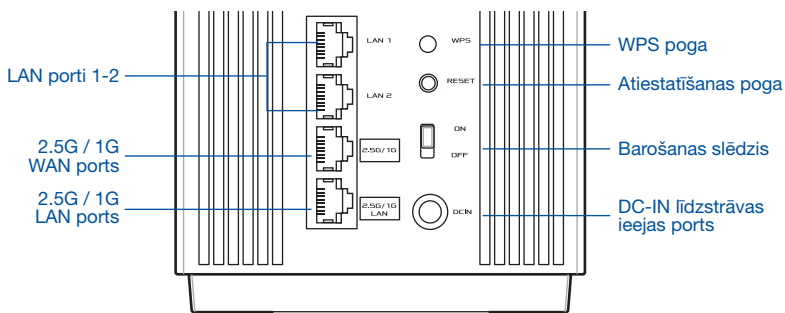 LAN porti 1-2
2.5G / 1G
WAN ports
2.5G / 1G
LAN ports
LAN 1
LAN 2
2.5G/1G
2.5G/1G
LAN
WPS
RESET
ON
OFF
DCIN
WPS poga
Atiestatīšanas poga
Barošanas slēdzis
DC-IN līdzstrāvas
ieejas ports